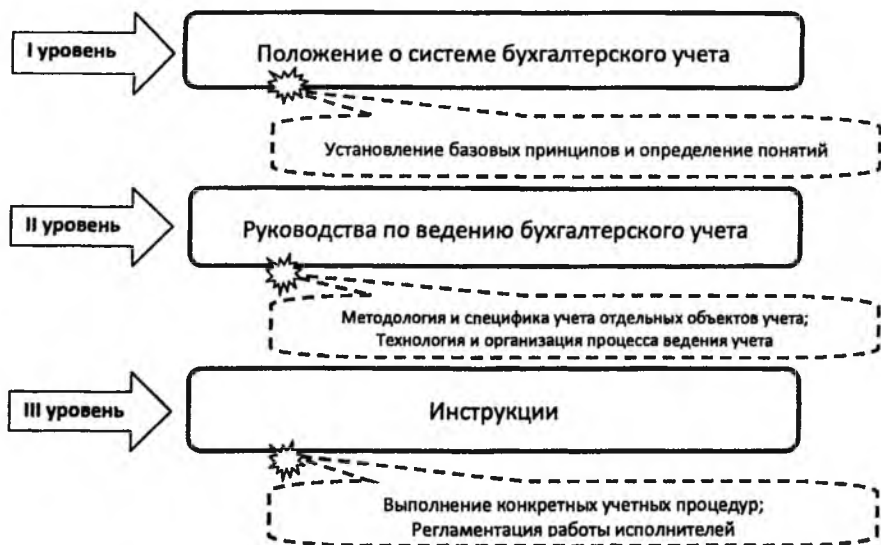 I уровень
Положение о системе бухгалтерского учета
Установление базовых принципов и определение понятий
II уровень
Руководства по ведению бухгалтерского учета
Методология и специфика учета отдельных объектов учета;
Технология и организация процесса ведения учета
III уровень
Инструкции
Выполнение конкретных учетных процедур;
Регламентация работы исполнителей